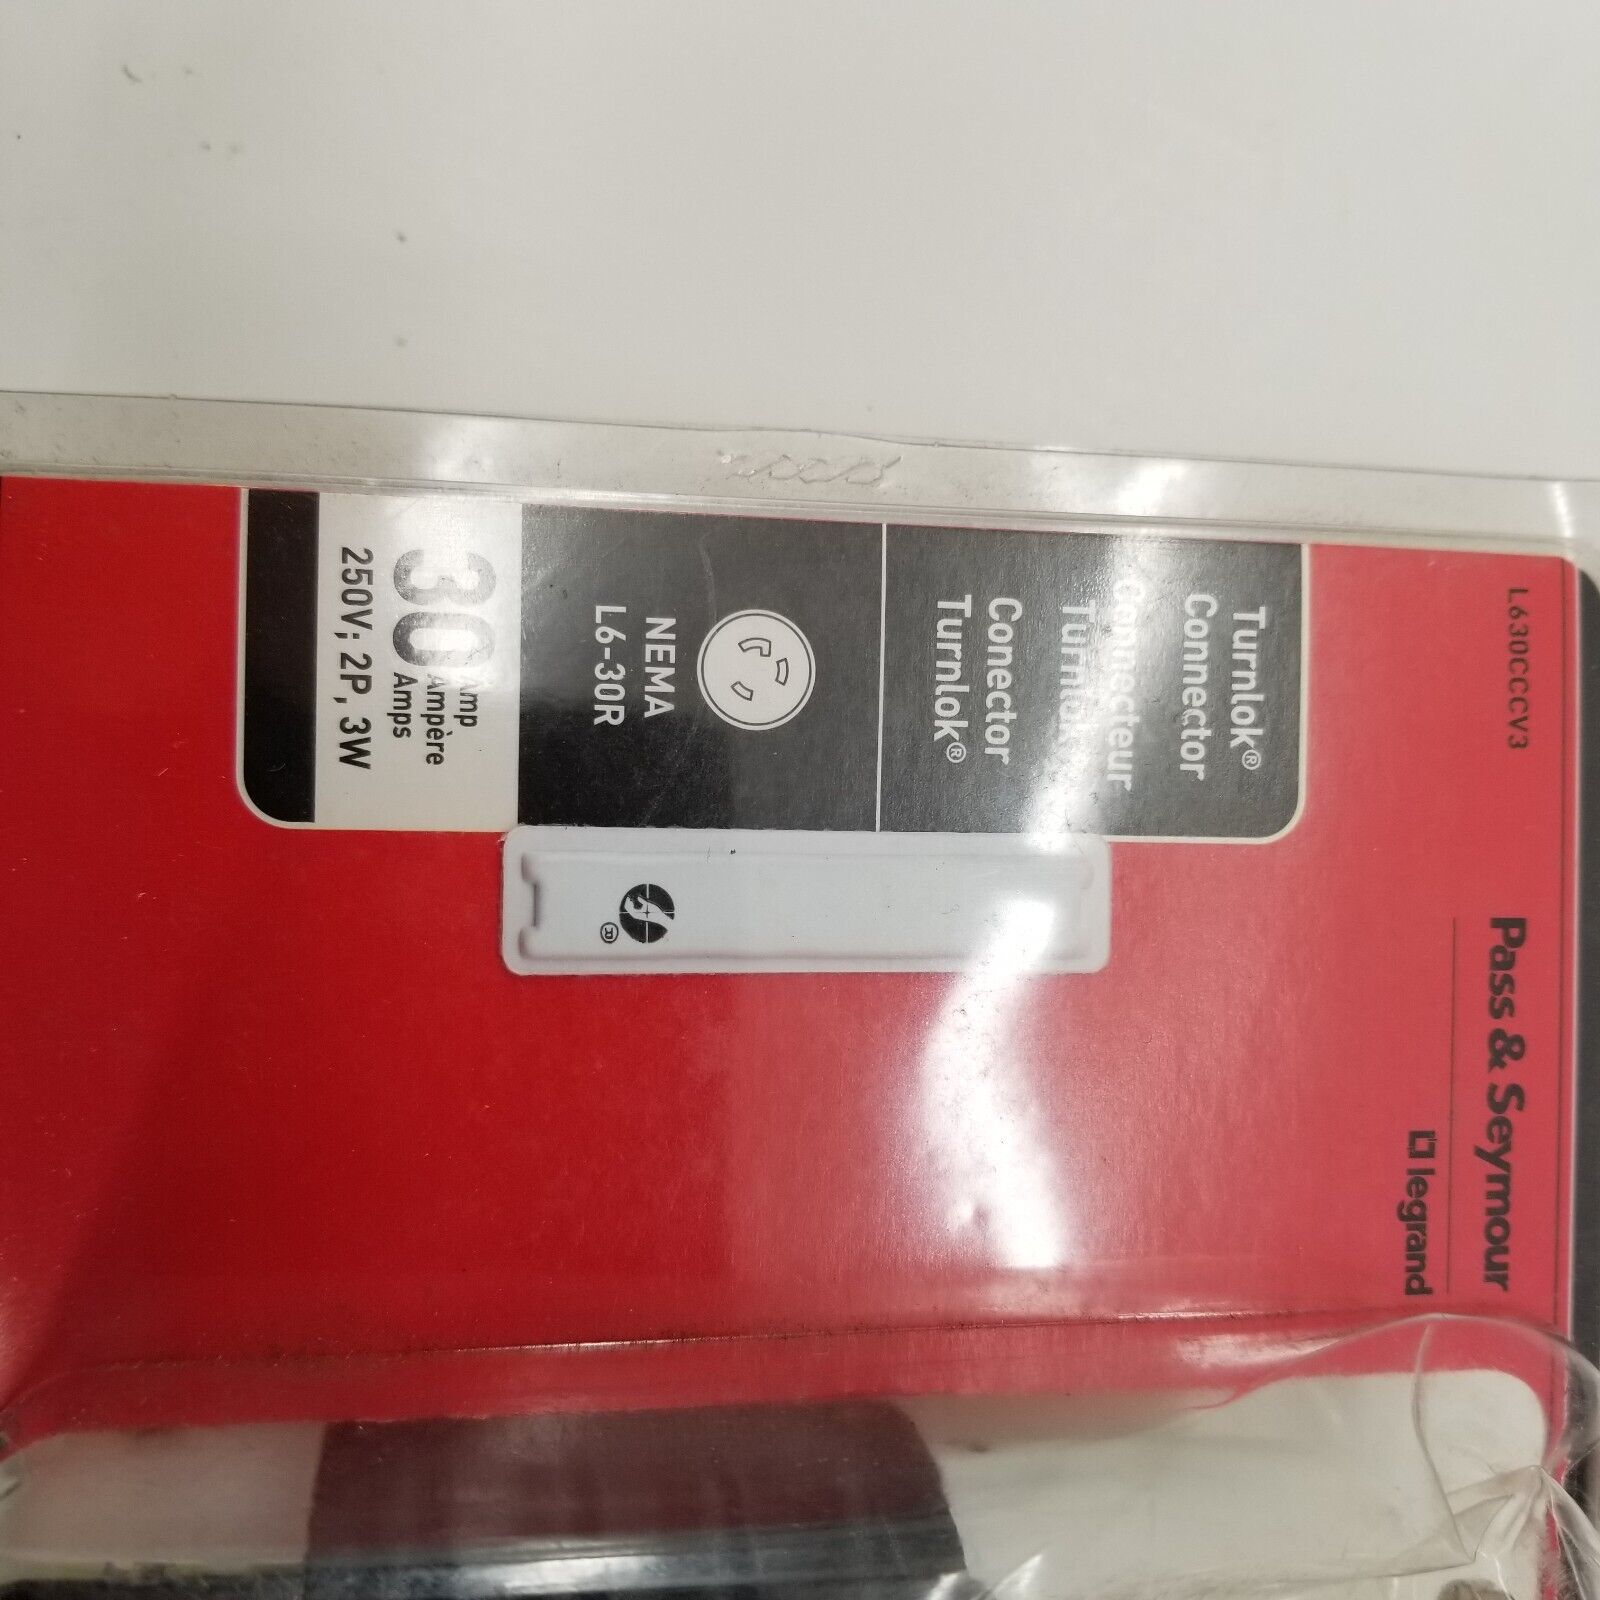 L630CCCV3
Pass & Seymour
legrand
Turnlok®
Connector
Connecteur
Turnlok
Conector
Turnlok®
NEMA
L6-30R
30 Amp
Ampère
Amps
250V; 2P, 3W
®